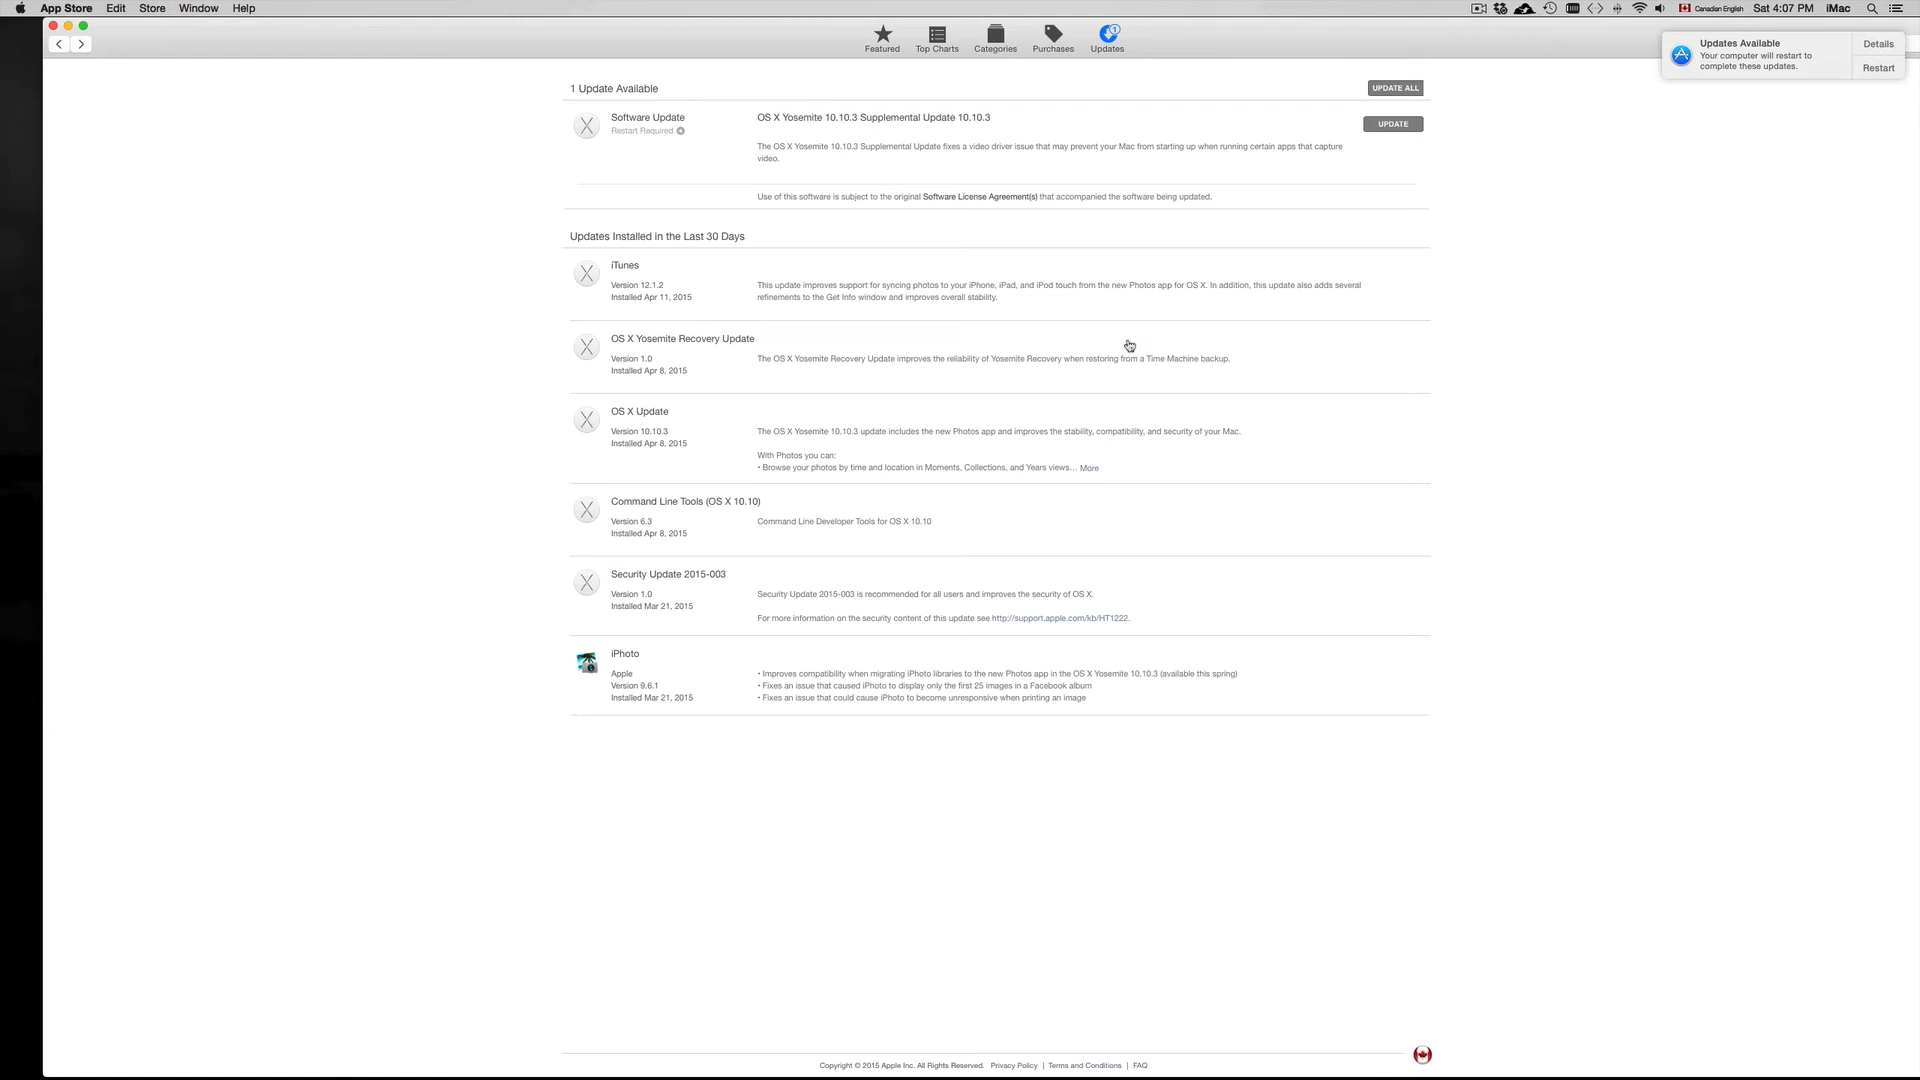 App Store Edit Store Window Help
Canadian English Sat 4:07 PM iMac
Featured Top Charts Categories Purchases Updates
1
Updates Available
Your computer will restart to
complete these updates.
Details
Restart
1 Update Available
UPDATE ALL
Software Update
Restart Required
OS X Yosemite 10.10.3 Supplemental Update 10.10.3
UPDATE
The OS X Yosemite 10.10.3 Supplemental Update fixes a video driver issue that may prevent your Mac from starting up when running certain apps that capture
video.
Use of this software is subject to the original Software License Agreement(s) that accompanied the software being updated.
Updates Installed in the Last 30 Days
iTunes
Version 12.1.2
Installed Apr 11, 2015
This update improves support for syncing photos to your iPhone, iPad, and iPod touch from the new Photos app for OS X. In addition, this update also adds several
refinements to the Get Info window and improves overall stability.
OS X Yosemite Recovery Update
Version 1.0
Installed Apr 8, 2015
The OS X Yosemite Recovery Update improves the reliability of Yosemite Recovery when restoring from a Time Machine backup.
OS X Update
Version 10.10.3
Installed Apr 8, 2015
The OS X Yosemite 10.10.3 update includes the new Photos app and improves the stability, compatibility, and security of your Mac.
With Photos you can:
• Browse your photos by time and location in Moments, Collections, and Years views... More
Command Line Tools (OS X 10.10)
Version 6.3
Installed Apr 8, 2015
Command Line Developer Tools for OS X 10.10
Security Update 2015-003
Version 1.0
Installed Mar 21, 2015
Security Update 2015-003 is recommended for all users and improves the security of OS X.
For more information on the security content of this update see http://support.apple.com/kb/HT1222.
iPhoto
Apple
Version 9.6.1
Installed Mar 21, 2015
• Improves compatibility when migrating iPhoto libraries to the new Photos app in the OS X Yosemite 10.10.3 (available this spring)
• Fixes an issue that caused iPhoto to display only the first 25 images in a Facebook album
• Fixes an issue that could cause iPhoto to become unresponsive when printing an image
Copyright © 2015 Apple Inc. All Rights Reserved. Privacy Policy | Terms and Conditions | FAQ